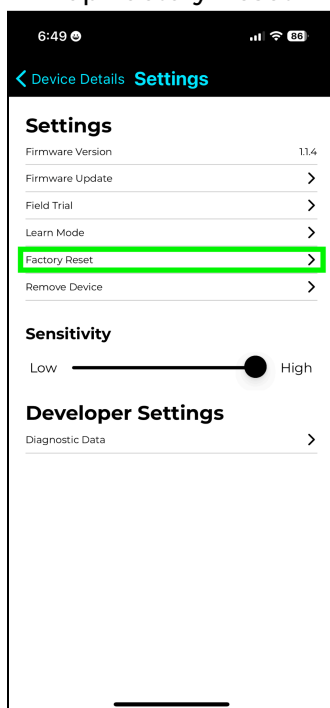 6:49
86
Device Details Settings
Settings
Firmware Version 1.1.4
Firmware Update
Field Trial
Learn Mode
Factory Reset
Remove Device
Sensitivity
Low High
Developer Settings
Diagnostic Data